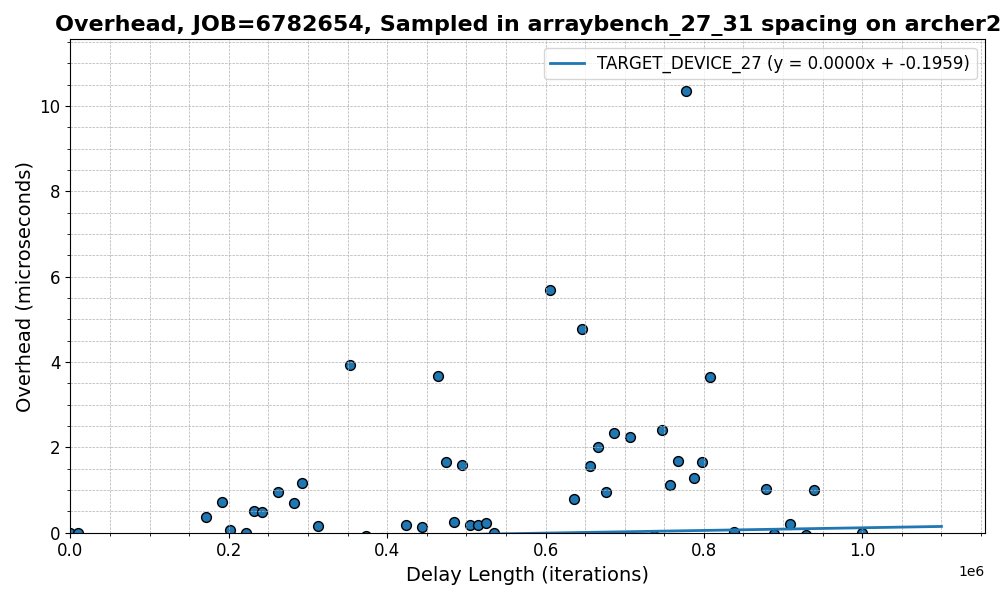 Overhead, JOB=6782654, Sampled in arraybench_27_31 spacing on archer2
TARGET_DEVICE_27 (y = 0.0000x + -0.1959)
Overhead (microseconds)
10
8
6
4
2
0
0.0 0.2 0.4 0.6 0.8 1.0
1e6
Delay Length (iterations)